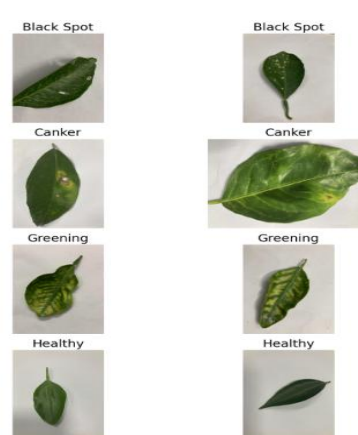 Black Spot
Black Spot
Canker
Canker
Greening
Greening
Healthy
Healthy